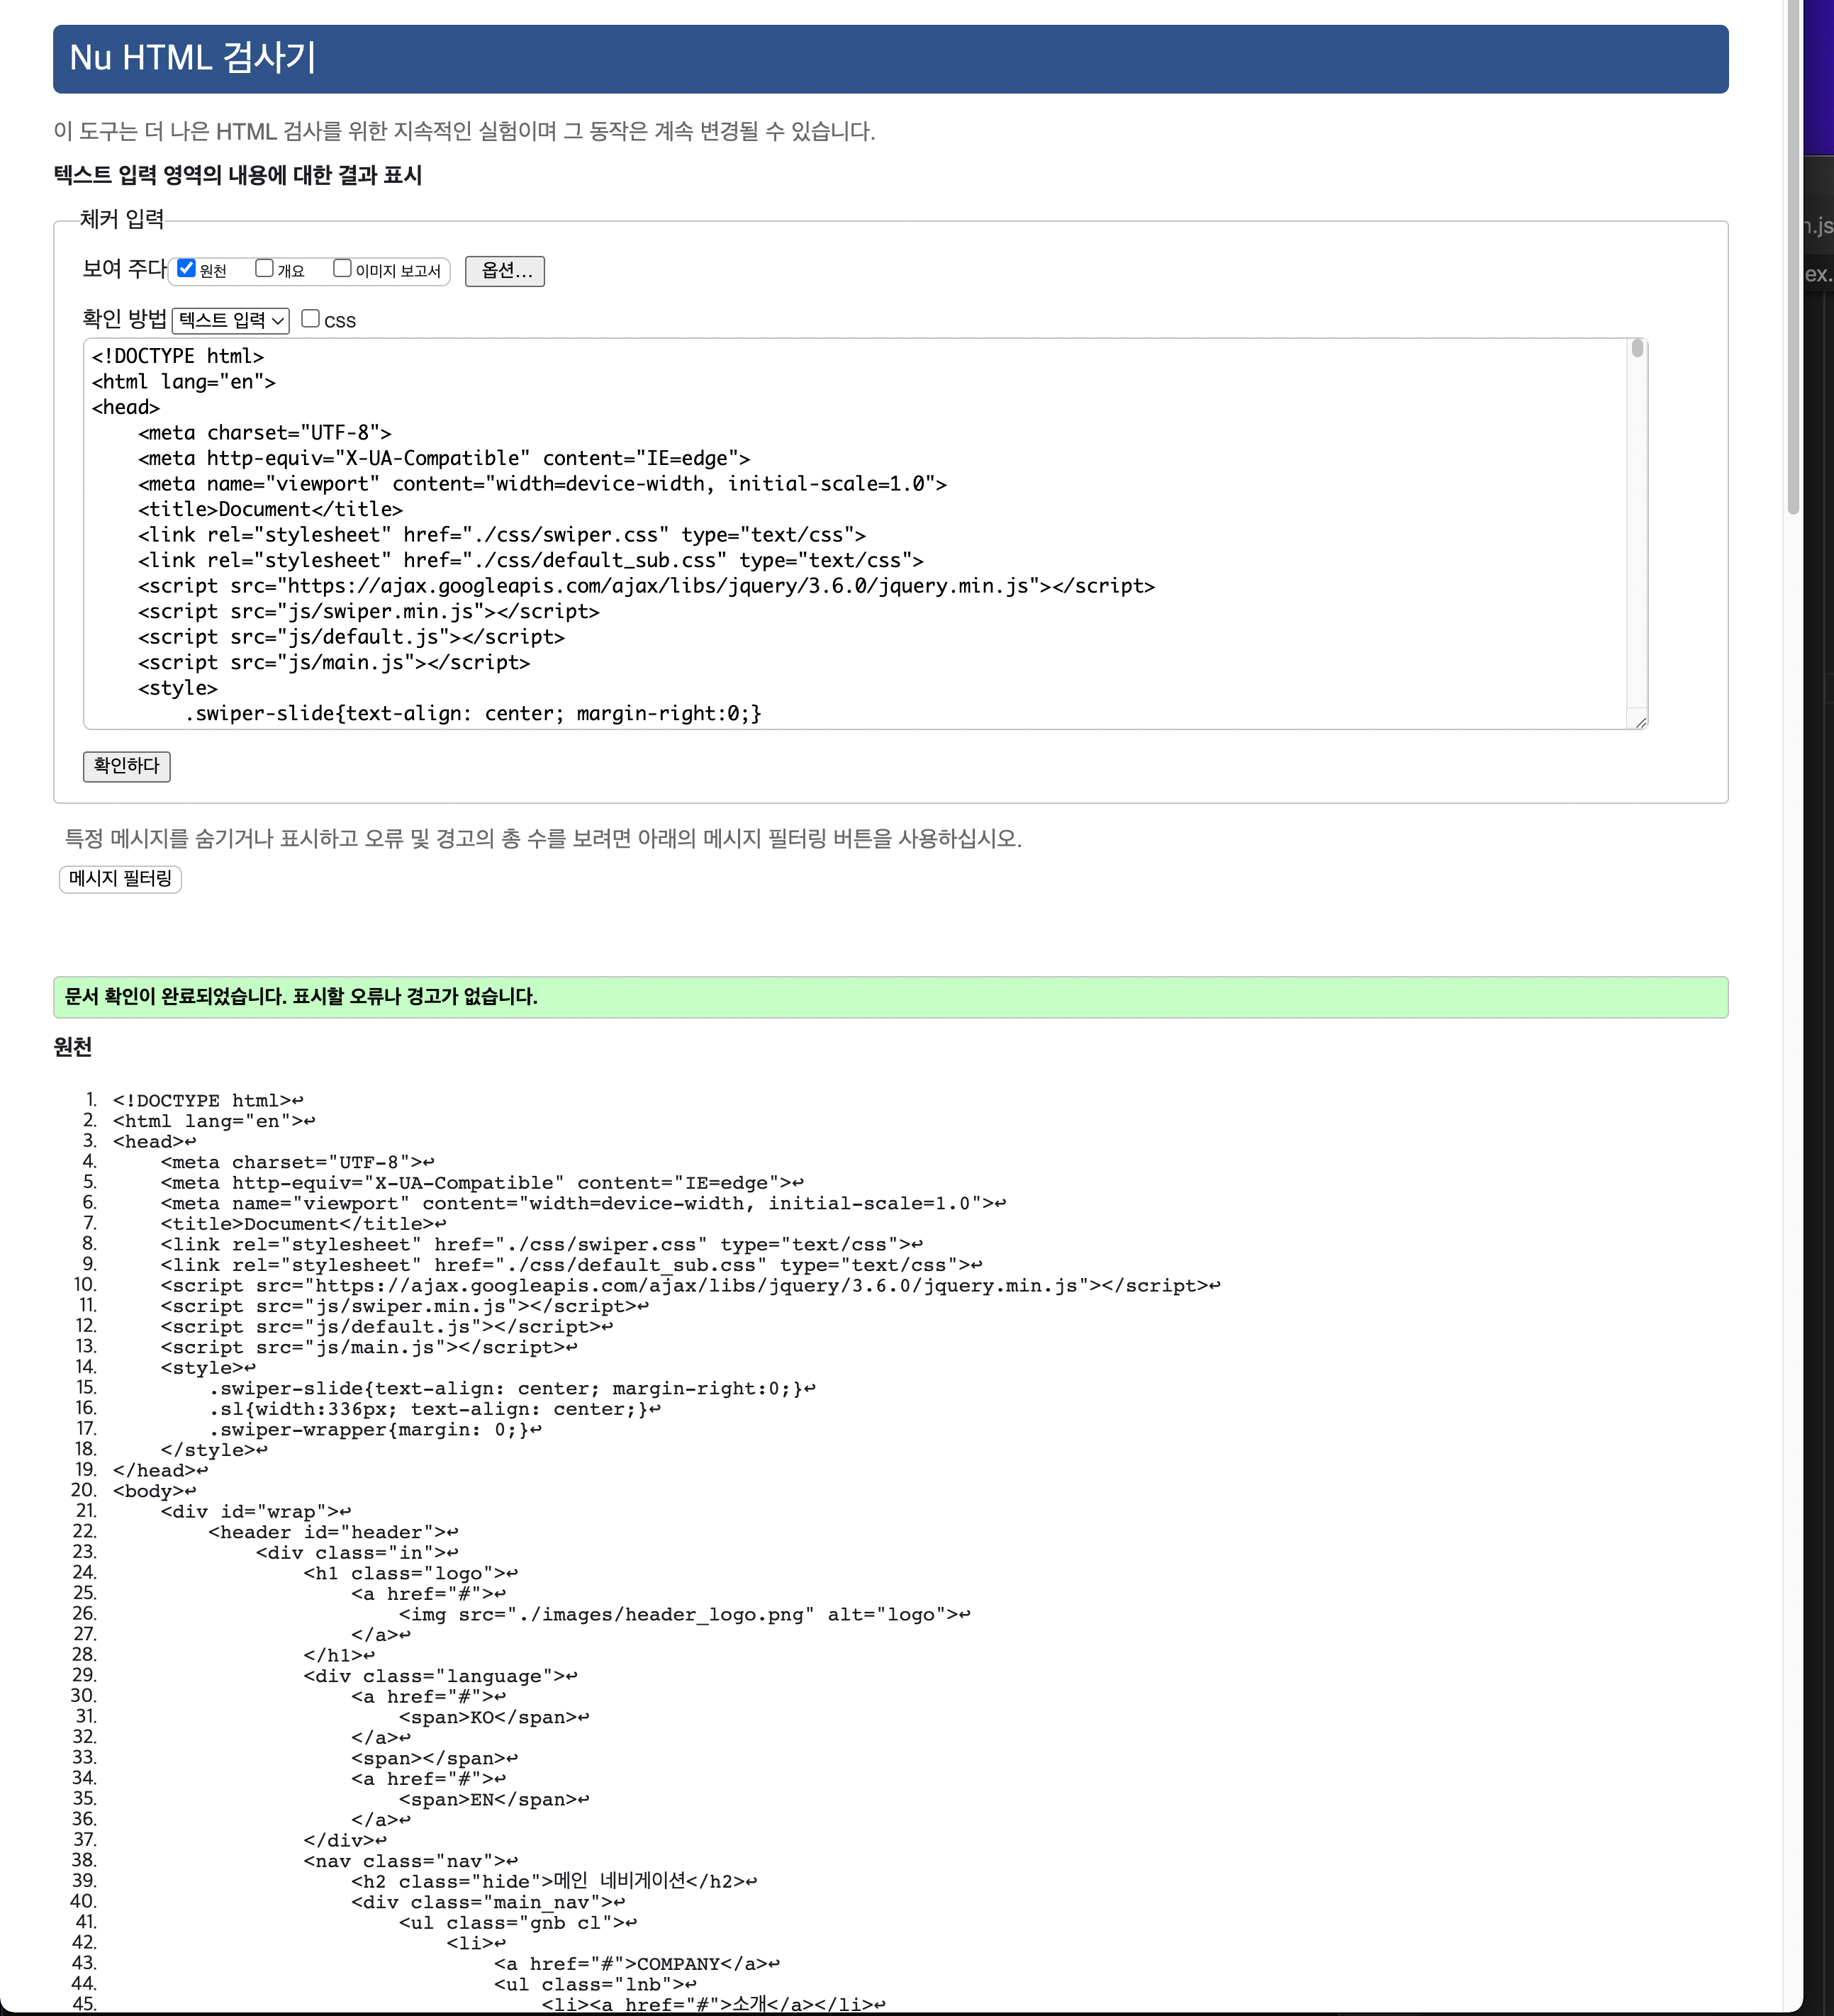 Nu HTML 검사기
이 도구는 더 나은 HTML 검사를 위한 지속적인 실험이며 그 동작은 계속 변경될 수 있습니다.
텍스트 입력 영역의 내용에 대한 결과 표시
체커 입력
보여 주다 원천 개요 이미지 보고서 옵션...
확인 방법 텍스트 입력 CSS
<!DOCTYPE html>
<html lang="en">
<head>
    <meta charset="UTF-8">
    <meta http-equiv="X-UA-Compatible" content="IE=edge">
    <meta name="viewport" content="width=device-width, initial-scale=1.0">
    <title>Document</title>
    <link rel="stylesheet" href="./css/swiper.css" type="text/css">
    <link rel="stylesheet" href="./css/default_sub.css" type="text/css">
    <script src="https://ajax.googleapis.com/ajax/libs/jquery/3.6.0/jquery.min.js"></script>
    <script src="js/swiper.min.js"></script>
    <script src="js/default.js"></script>
    <script src="js/main.js"></script>
    <style>
        .swiper-slide{text-align: center; margin-right:0;}
확인하다
특정 메시지를 숨기거나 표시하고 오류 및 경고의 총 수를 보려면 아래의 메시지 필터링 버튼을 사용하십시오.
메시지 필터링
문서 확인이 완료되었습니다. 표시할 오류나 경고가 없습니다.
원천
1. <!DOCTYPE html>↩
2. <html lang="en">↩
3. <head>↩
4.     <meta charset="UTF-8">↩
5.     <meta http-equiv="X-UA-Compatible" content="IE=edge">↩
6.     <meta name="viewport" content="width=device-width, initial-scale=1.0">↩
7.     <title>Document</title>↩
8.     <link rel="stylesheet" href="./css/swiper.css" type="text/css">↩
9.     <link rel="stylesheet" href="./css/default_sub.css" type="text/css">↩
10.     <script src="https://ajax.googleapis.com/ajax/libs/jquery/3.6.0/jquery.min.js"></script>↩
11.     <script src="js/swiper.min.js"></script>↩
12.     <script src="js/default.js"></script>↩
13.     <script src="js/main.js"></script>↩
14.     <style>↩
15.         .swiper-slide{text-align: center; margin-right:0;}↩
16.         .sl{width:336px; text-align: center;}↩
17.         .swiper-wrapper{margin: 0;}↩
18.     </style>↩
19. </head>↩
20. <body>↩
21.     <div id="wrap">↩
22.         <header id="header">↩
23.             <div class="in">↩
24.                 <h1 class="logo">↩
25.                     <a href="#">↩
26.                         <img src="./images/header_logo.png" alt="logo">↩
27.                     </a>↩
28.                 </h1>↩
29.                 <div class="language">↩
30.                     <a href="#">↩
31.                         <span>KO</span>↩
32.                     </a>↩
33.                     <span></span>↩
34.                     <a href="#">↩
35.                         <span>EN</span>↩
36.                     </a>↩
37.                 </div>↩
38.                 <nav class="nav">↩
39.                     <h2 class="hide">메인 네비게이션</h2>↩
40.                     <div class="main_nav">↩
41.                         <ul class="gnb cl">↩
42.                             <li>↩
43.                                 <a href="#">COMPANY</a>↩
44.                                 <ul class="lnb">↩
45.                                     <li><a href="#">소개</a></li>↩